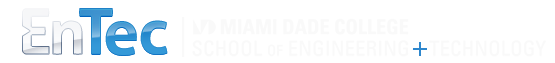 EnTec
MIAMI DADE COLLEGE
SCHOOL OF ENGINEERING + TECHNOLOGY